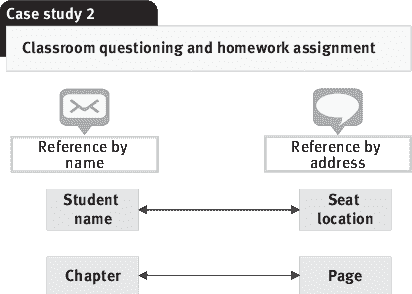 Case study 2
Classroom questioning and homework assignment
Reference by
name
Reference by
address
Student
name
Seat
location
Chapter
Page